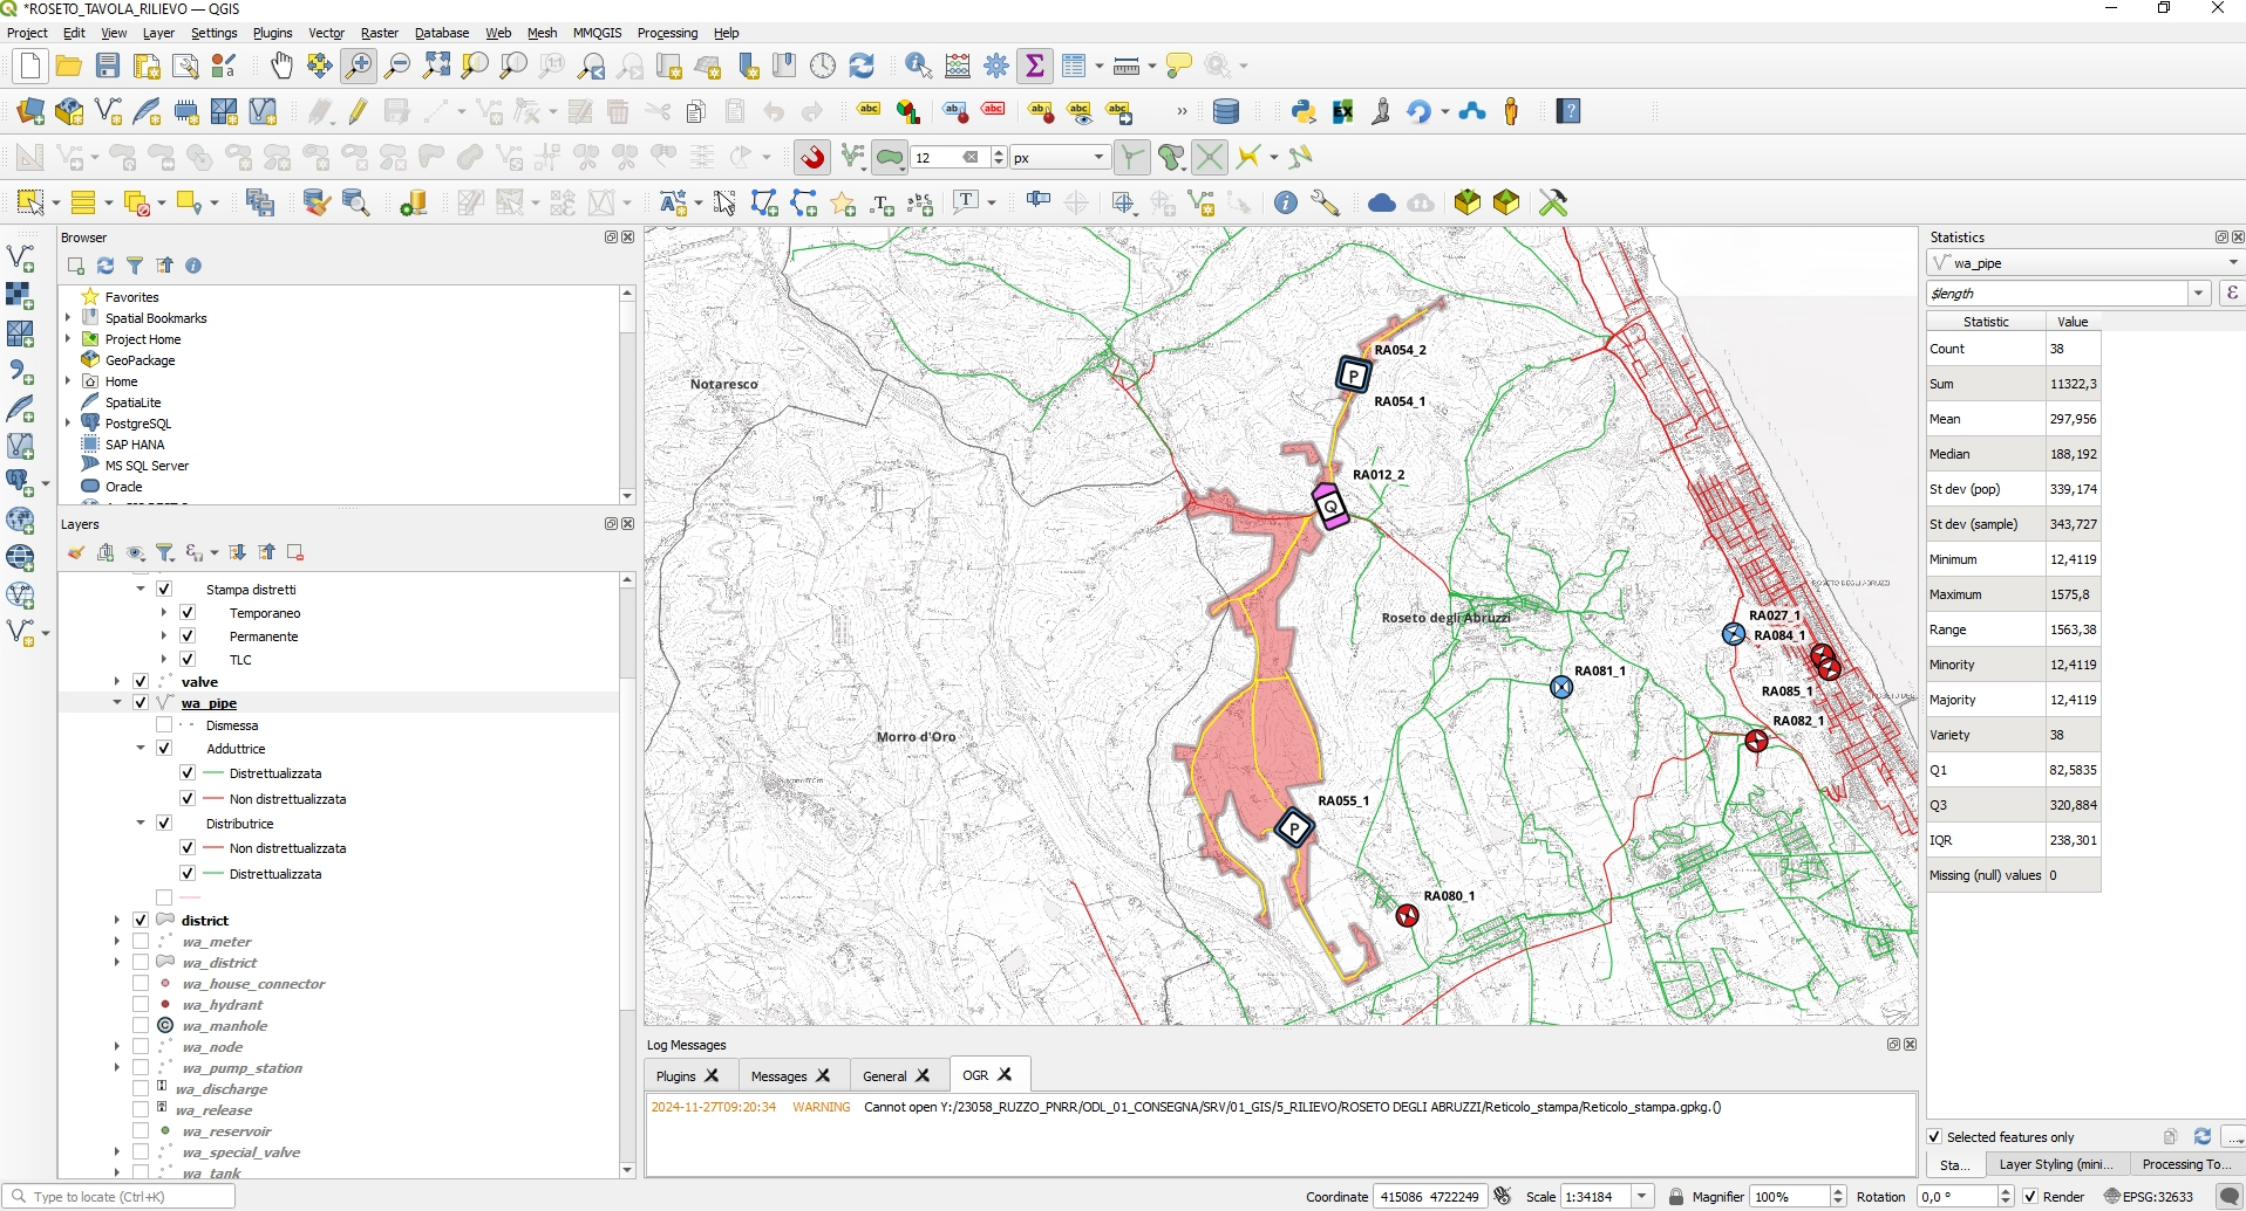 *ROSETO_TAVOLA_RILIEVO — QGIS
Project Edit View Layer Settings Plugins Vector Raster Database Web Mesh MMQGIS Processing Help
12 px
Browser
Favorites
Spatial Bookmarks
Project Home
GeoPackage
Home
SpatiaLite
PostgreSQL
SAP HANA
MS SQL Server
Oracle
Layers
Stampa distretti
Temporaneo
Permanente
TLC
valve
wa_pipe
Dismessa
Adduttrice
Distrettualizzata
Non distrettualizzata
Distributrice
Non distrettualizzata
Distrettualizzata
district
wa_meter
wa_district
wa_house_connector
wa_hydrant
wa_manhole
wa_node
wa_pump_station
wa_discharge
wa_release
wa_reservoir
wa_special_valve
wa_tank
Notaresco
RA054_2
P
RA054_1
RA012_2
Q
Roseto degli Abruzzi
ROSETO DEGLI ABRUZZI
RA027_1
RA084_1
RA081_1
RA085_1
RA082_1
Morro d'Oro
RA055_1
P
RA080_1
Log Messages
Plugins Messages General OGR
2024-11-27T09:20:34 WARNING Cannot open Y:/23058_RUZZO_PNRR/ODL_01_CONSEGNA/SRV/01_GIS/5_RILIEVO/ROSETO DEGLI ABRUZZI/Reticolo_stampa/Reticolo_stampa.gpkg.()
Statistics
wa_pipe
$length
Statistic Value
Count 38
Sum 11322,3
Mean 297,956
Median 188,192
St dev (pop) 339,174
St dev (sample) 343,727
Minimum 12,4119
Maximum 1575,8
Range 1563,38
Minority 12,4119
Majority 12,4119
Variety 38
Q1 82,5835
Q3 320,884
IQR 238,301
Missing (null) values 0
Selected features only
Sta... Layer Styling (mini... Processing To...
Type to locate (Ctrl+K) Coordinate 415086 4722249 Scale 1:34184 Magnifier 100% Rotation 0,0 ° Render EPSG:32633